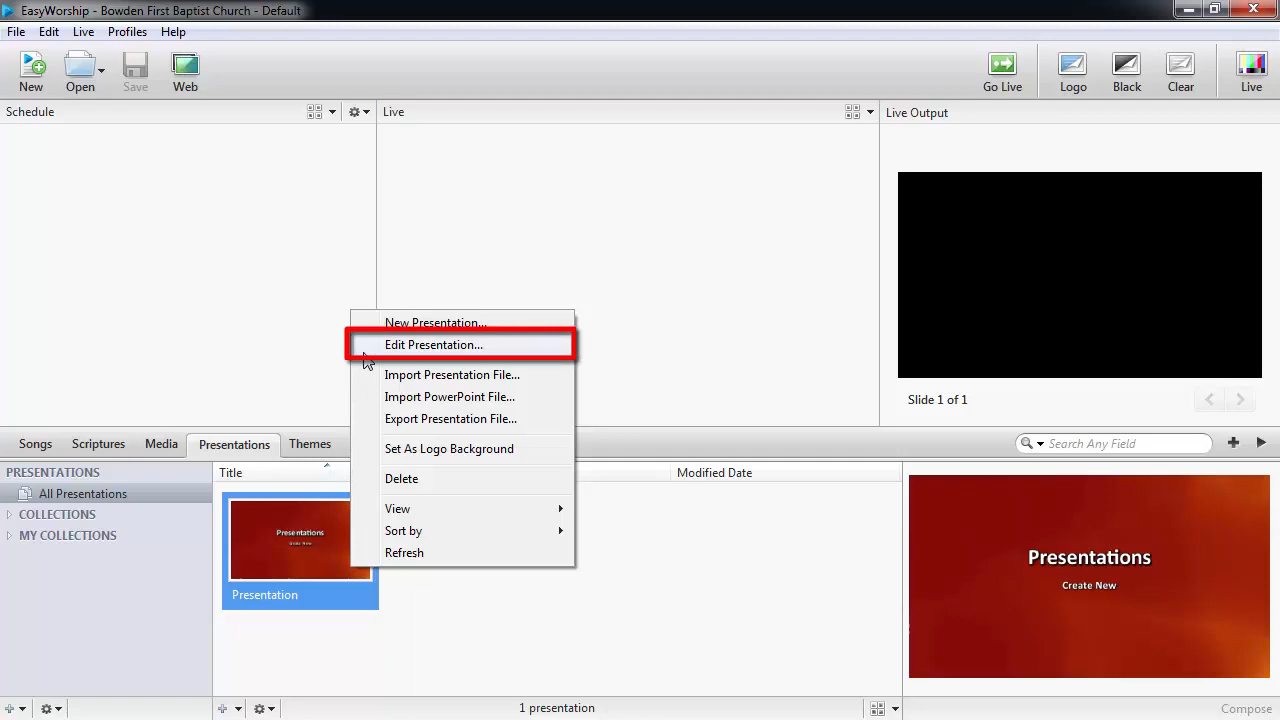 EasyWorship - Bowden First Baptist Church - Default
File Edit Live Profiles Help
New Open Save Web Go Live Logo Black Clear Live
Schedule Live Live Output
New Presentation...
Edit Presentation...
Import Presentation File...
Import PowerPoint File...
Export Presentation File...
Set As Logo Background
Delete
View
Sort by
Refresh
Slide 1 of 1
Songs Scriptures Media Presentations Themes Search Any Field
PRESENTATIONS
All Presentations
COLLECTIONS
MY COLLECTIONS
Title Modified Date
Presentations
Presentation
Presentations
Create New
1 presentation Compose